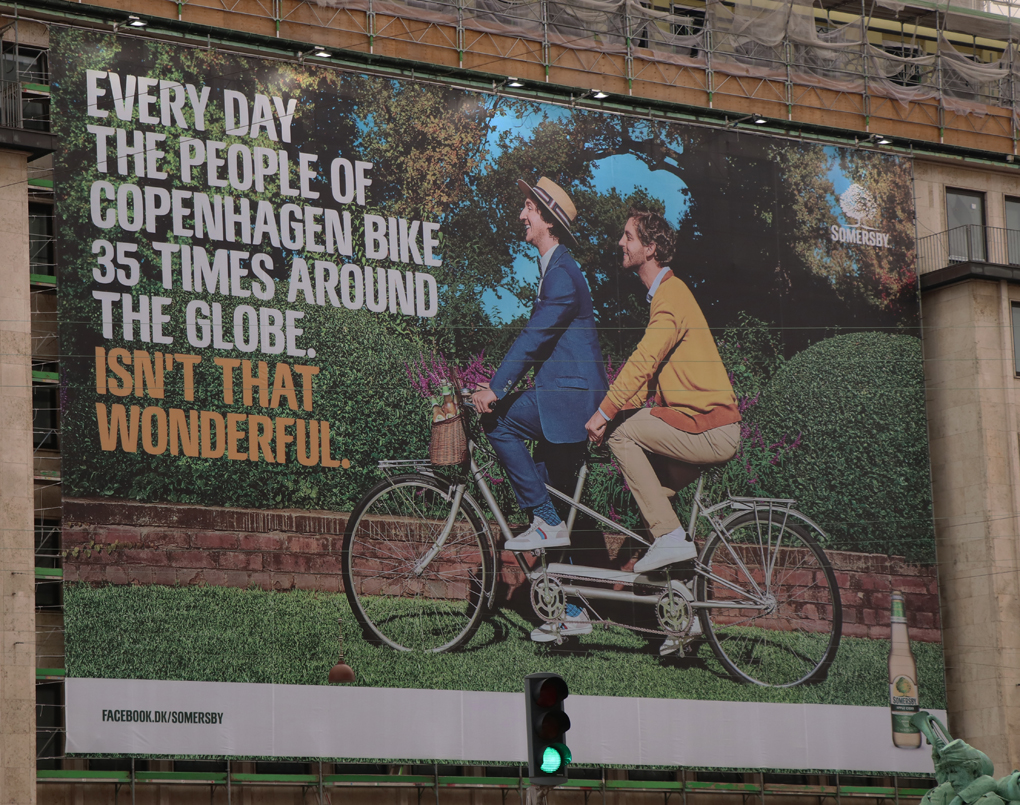 EVERY DAY
THE PEOPLE OF
COPENHAGEN BIKE
35 TIMES AROUND
THE GLOBE.
ISN'T THAT
WONDERFUL.
SOMERSBY
SOMERSBY
FACEBOOK.DK/SOMERSBY